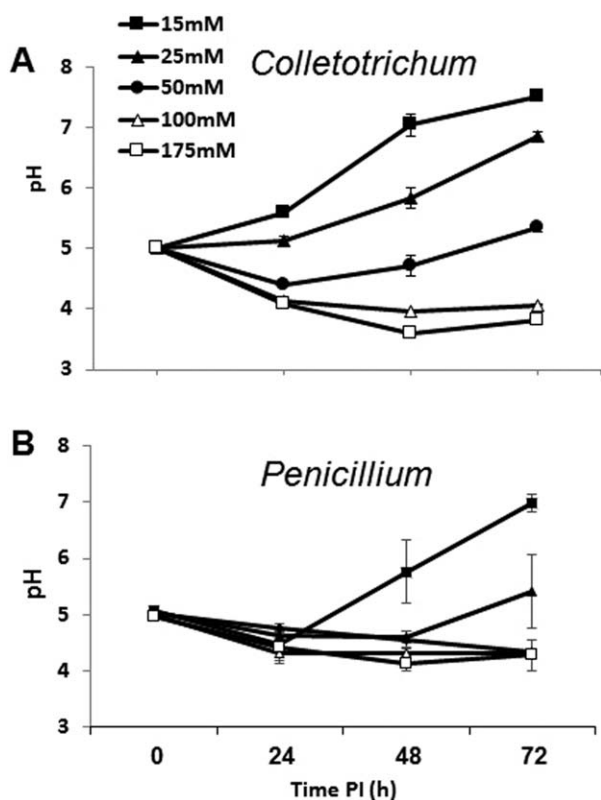 15mM
25mM
50mM
100mM
175mM
A
Colletotrichum
8
7
6
5
4
3
pH
B
Penicillium
8
7
6
5
4
3
pH
0 24 48 72
Time PI (h)